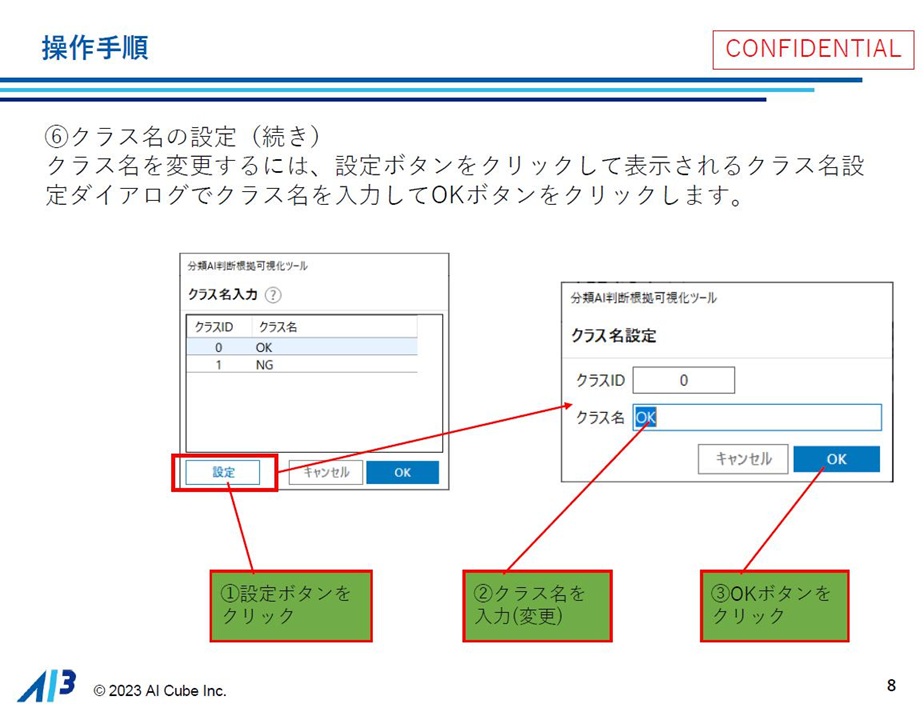 操作手順
CONFIDENTIAL
⑥クラス名の設定（続き）
クラス名を変更するには、設定ボタンをクリックして表示されるクラス名設
定ダイアログでクラス名を入力してOKボタンをクリックします。
分類AI判断根拠可視化ツール
クラス名入力 ?
クラスID クラス名
0 OK
1 NG
設定 キャンセル OK
分類AI判断根拠可視化ツール
クラス名設定
クラスID 0
クラス名 OK
キャンセル OK
①設定ボタンを
クリック
②クラス名を
入力(変更)
③OKボタンを
クリック
AI3 © 2023 AI Cube Inc.
8